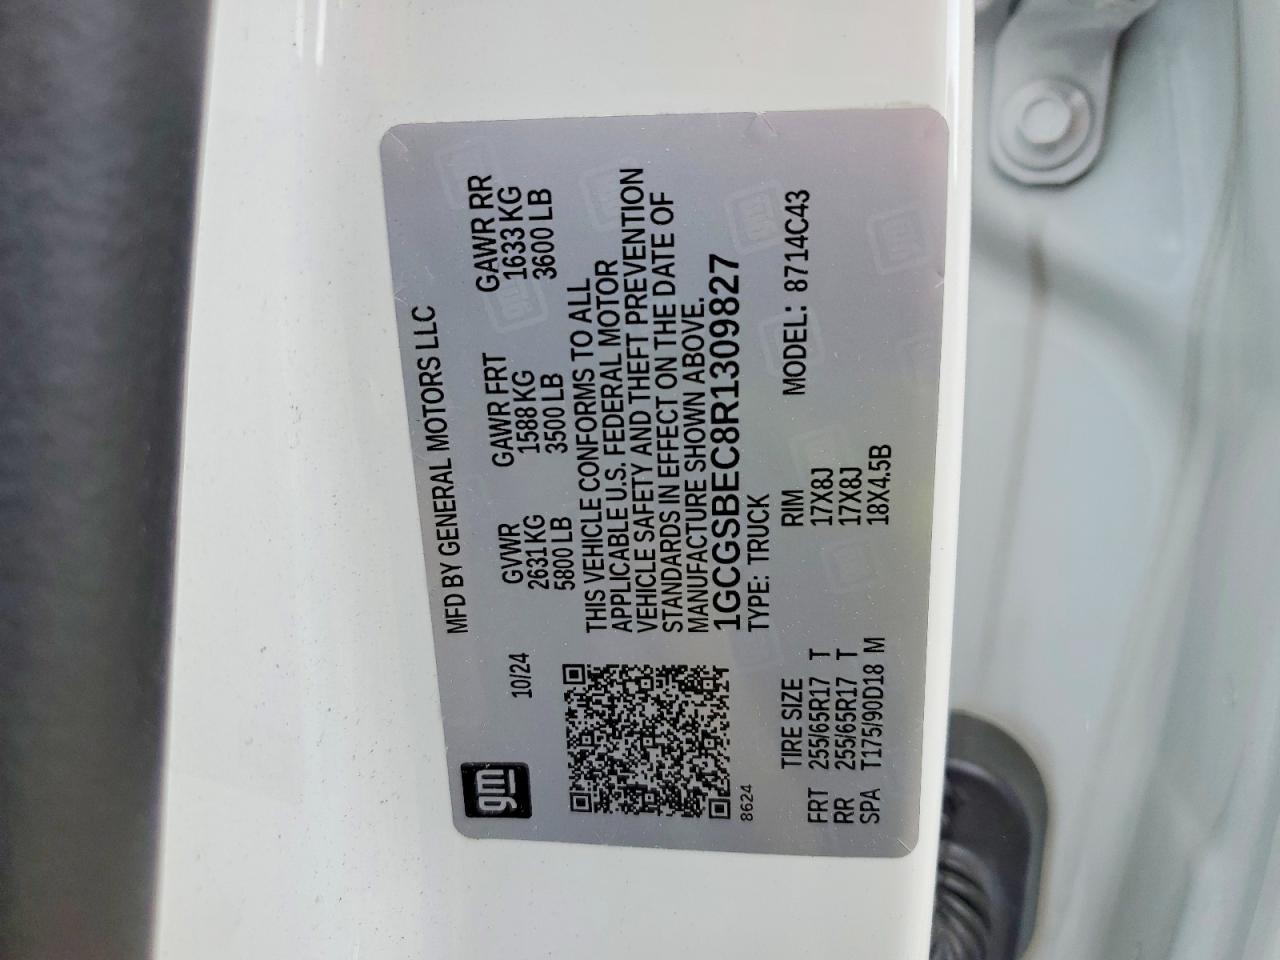 gm
MFD BY GENERAL MOTORS LLC
10/24
GVWR GAWR FRT GAWR RR
2631 KG 1588 KG 1633 KG
5800 LB 3500 LB 3600 LB
THIS VEHICLE CONFORMS TO ALL
APPLICABLE U.S. FEDERAL MOTOR
VEHICLE SAFETY AND THEFT PREVENTION
STANDARDS IN EFFECT ON THE DATE OF
MANUFACTURE SHOWN ABOVE.
1GCGSBEC8R1309827
8624
TYPE: TRUCK
MODEL: 8714C43
TIRE SIZE RIM
FRT 255/65R17 T 17X8J
RR 255/65R17 T 17X8J
SPA T175/90D18 M 18X4.5B